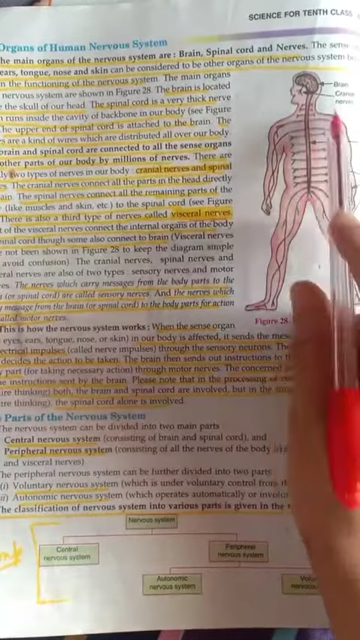 SCIENCE FOR TENTH CLASS
Organs of Human Nervous System
he main organs of the nervous system are : Brain, Spinal cord and Nerves. The sense
ears, tongue, nose and skin can be considered to be other organs of the nervous system
n the functioning of the nervous system. The main organs
nervous system are shown in Figure 28. The brain is located
e the skull of our head. The spinal cord is a very thick nerve
runs inside the cavity of backbone in our body (see Figure
he upper end of spinal cord is attached to the brain. The
es are a kind of wires which are distributed all over our body.
brain and spinal cord are connected to all the sense organs
other parts of our body by millions of nerves. There are
ly two types of nerves in our body : cranial nerves and spinal
es. The cranial nerves connect all the parts in the head directly
ain. The spinal nerves connect all the remaining parts of the
(like muscles and skin, etc.) to the spinal cord (see Figure
There is also a third type of nerves called visceral nerves.
t of the visceral nerves connect the internal organs of the body
inal cord though some also connect to brain (Visceral nerves
not been shown in Figure 28 to keep the diagram simple
avoid confusion). The cranial nerves, spinal nerves and
eral nerves are also of two types : sensory nerves and motor
es. The nerves which carry messages from the body parts to the
(or spinal cord) are called sensory nerves. And the nerves which
y message from the brain (or spinal cord) to the body parts for action
alled motor nerves.
Brain
Cranial
nerves
Figure 28.
This is how the nervous system works : When the sense organ
eyes, ears, tongue, nose, or skin) in our body is affected, it sends the mes
ectrical impulses (called nerve impulses) through the sensory neurons. The
decides the action to be taken. The brain then sends out instructions to th
y part (for taking necessary action) through motor nerves. The concerned
he instructions sent by the brain. Please note that in the processing of
ure thinking) both, the brain and spinal cord are involved, but in the
ire thinking), the spinal cord alone is involved.
Parts of the Nervous System
The nervous system can be divided into two main parts
Central nervous system (consisting of brain and spinal cord), and
Peripheral nervous system (consisting of all the nerves of the body
and visceral nerves)
The peripheral nervous system can be further divided into two parts
(i) Voluntary nervous system (which is under voluntary control from
ii) Autonomic nervous system (which operates automatically or involun
he classification of nervous system into various parts is given in the
Nervous system
Central
nervous system
Peripheral
nervous system
Autonomic
nervous system
Volu
nervous